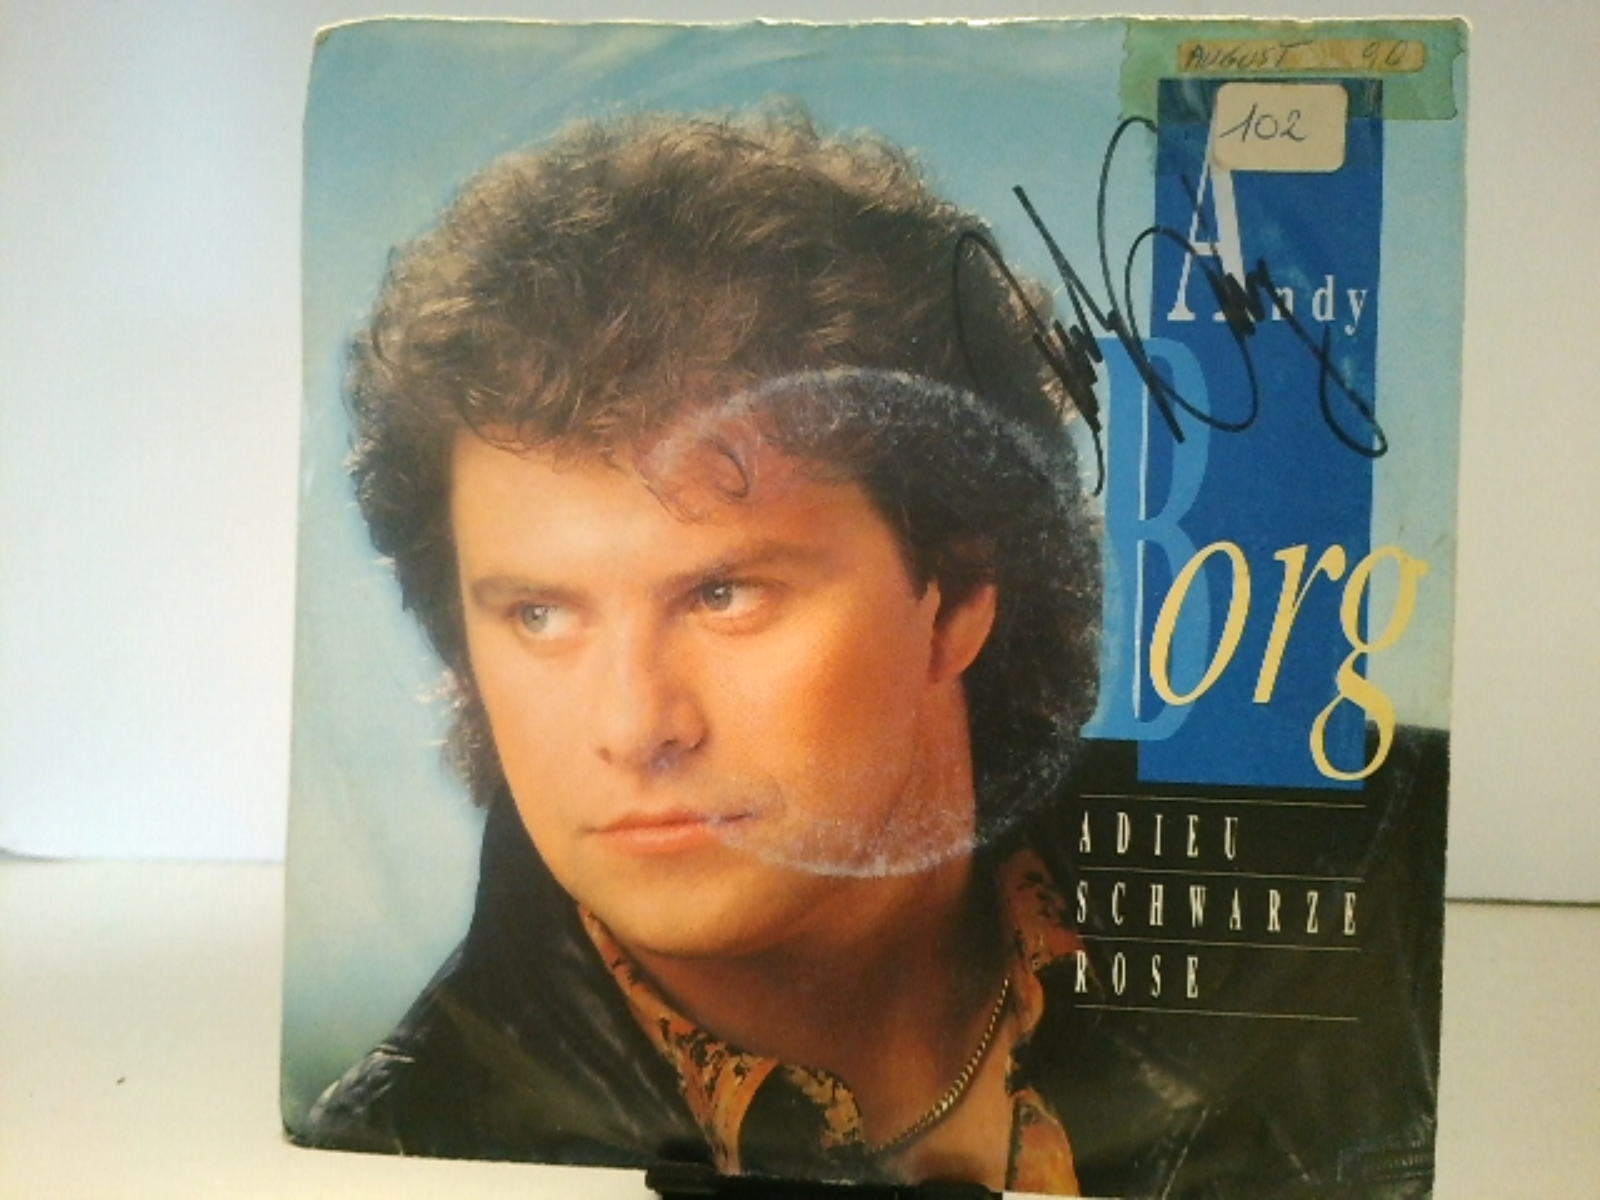 AUGUST 90
102
Andy
Borg
ADIEU
SCHWARZE
ROSE